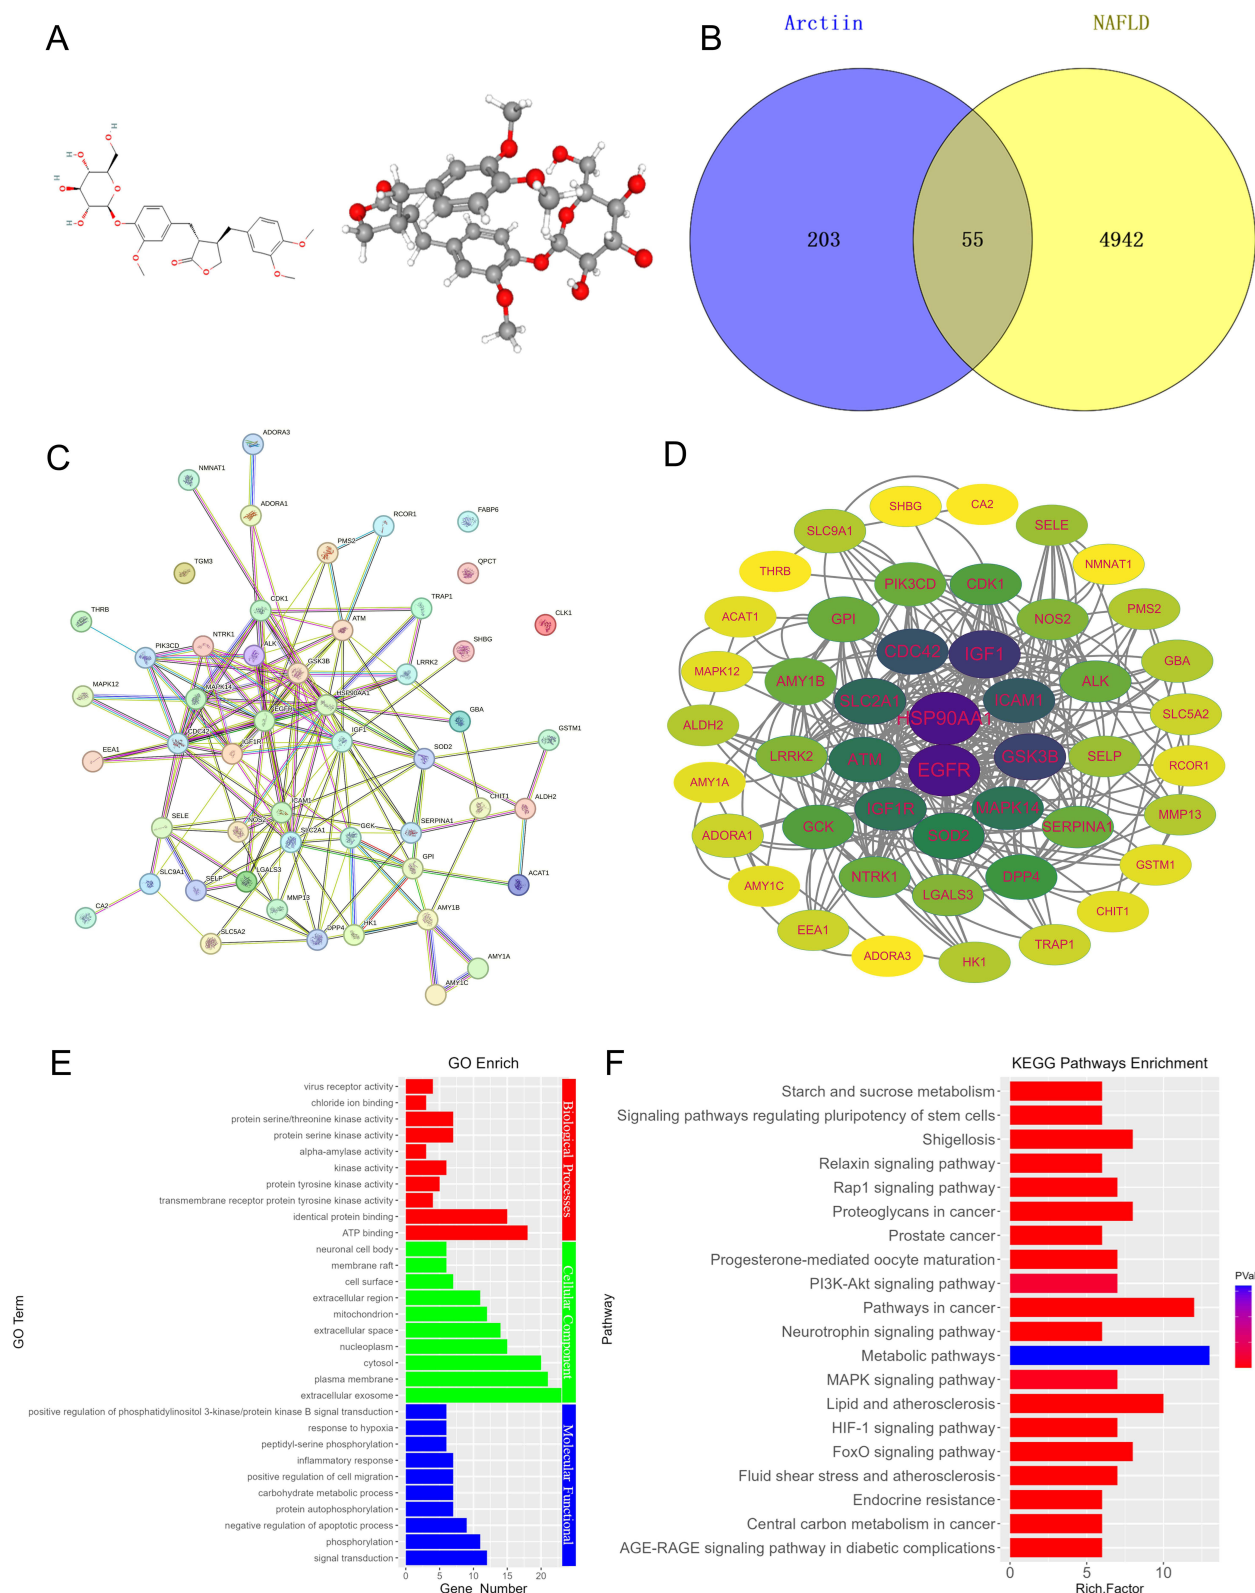 A
B
Arctiin
NAFLD
203
55
4942
H
O
H
O
H
O
H
O
O
O
O
O
O
O
O
C
ADORA3
NMNAT1
ADORA1
FABP6
RCOR1
PMS2
TGM3
QPCT
CDK1
TRAP1
THRB
ATM
CLK1
NTRK1
PIK3CD
ALK
SHBG
GSK3B
LRRK2
MAPK12
MAPK14
HSP90AA1
EGFR
GBA
CDC42
IGF1
GSTM1
EEA1
IGF1R
SOD2
ICAM1
CHIT1
ALDH2
SELE
NOS2
SERPINA1
SLC2A1
GCK
GPI
LGALS3
SLC9A1
SELP
ACAT1
MMP13
CA2
AMY1B
HK1
SLC5A2
DPP4
AMY1A
AMY1C
D
SHBG
CA2
SLC9A1
SELE
THRB
PIK3CD
CDK1
NMNAT1
ACAT1
GPI
NOS2
PMS2
CDC42
IGF1
MAPK12
GBA
AMY1B
ALK
SLC2A1
ICAM1
ALDH2
HSP90AA1
SLC5A2
LRRK2
ATM
GSK3B
SELP
RCOR1
EGFR
AMY1A
IGF1R
MAPK14
MMP13
ADORA1
GCK
SOD2
SERPINA1
GSTM1
AMY1C
NTRK1
DPP4
LGALS3
CHIT1
EEA1
TRAP1
ADORA3
HK1
E
GO Enrich
GO Term
virus receptor activity
chloride ion binding
protein serine/threonine kinase activity
protein serine kinase activity
alpha-amylase activity
kinase activity
protein tyrosine kinase activity
transmembrane receptor protein tyrosine kinase activity
identical protein binding
ATP binding
neuronal cell body
membrane raft
cell surface
extracellular region
mitochondrion
extracellular space
nucleoplasm
cytosol
plasma membrane
extracellular exosome
positive regulation of phosphatidylinositol 3-kinase/protein kinase B signal transduction
response to hypoxia
peptidyl-serine phosphorylation
inflammatory response
positive regulation of cell migration
carbohydrate metabolic process
protein autophosphorylation
negative regulation of apoptotic process
phosphorylation
signal transduction
Biological Processes
Cellular Component
Molecular Functional
0 5 10 15 20
Gene_Number
F
KEGG Pathways Enrichment
Pathway
Starch and sucrose metabolism
Signaling pathways regulating pluripotency of stem cells
Shigellosis
Relaxin signaling pathway
Rap1 signaling pathway
Proteoglycans in cancer
Prostate cancer
Progesterone-mediated oocyte maturation
PI3K-Akt signaling pathway
Pathways in cancer
Neurotrophin signaling pathway
Metabolic pathways
MAPK signaling pathway
Lipid and atherosclerosis
HIF-1 signaling pathway
FoxO signaling pathway
Fluid shear stress and atherosclerosis
Endocrine resistance
Central carbon metabolism in cancer
AGE-RAGE signaling pathway in diabetic complications
0 5 10
Rich.Factor
PVal